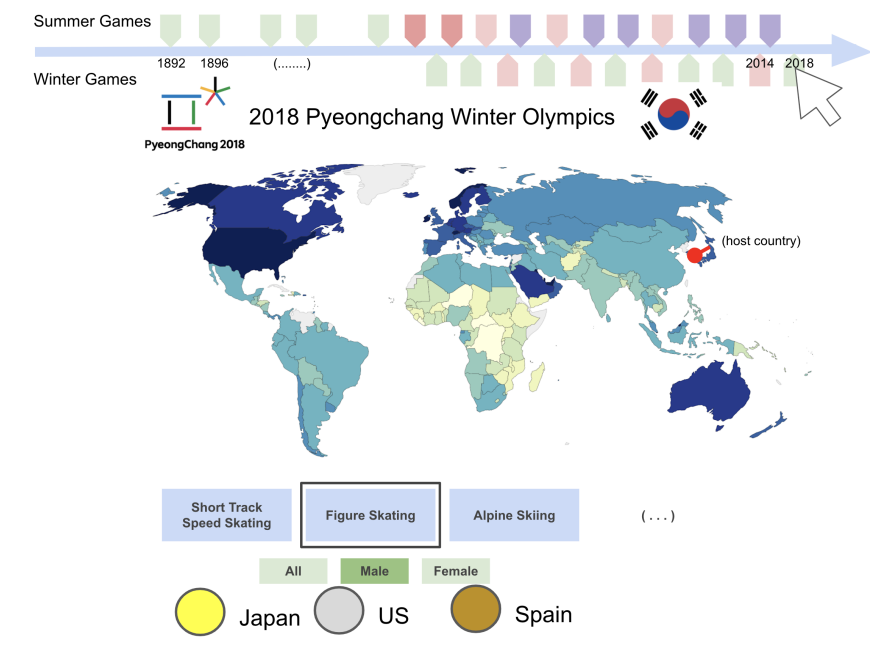 Summer Games
1892 1896 (........) 2014 2018
Winter Games
2018 Pyeongchang Winter Olympics
PyeongChang 2018
(host country)
Short Track
Speed Skating
Figure Skating
Alpine Skiing
( . . . )
All
Male
Female
Japan
US
Spain